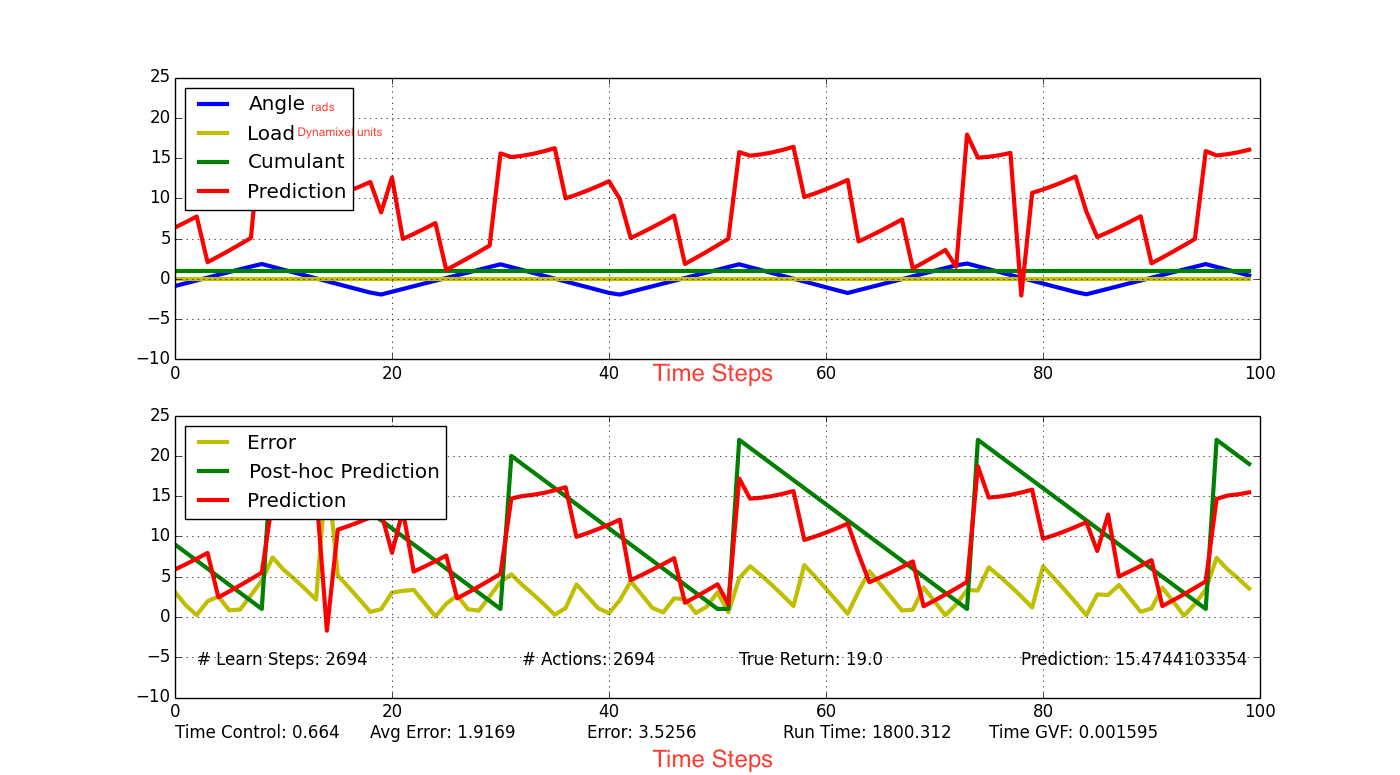 25
20
15
10
5
0
−5
−10
Angle rads
Load Dynamixel units
Cumulant
Prediction
0 20 40 60 80 100
Time Steps
25
20
15
10
5
0
−5
−10
Error
Post-hoc Prediction
Prediction
# Learn Steps: 2694 # Actions: 2694 True Return: 19.0 Prediction: 15.4744103354
0 20 40 60 80 100
Time Control: 0.664 Avg Error: 1.9169 Error: 3.5256 Run Time: 1800.312 Time GVF: 0.001595
Time Steps